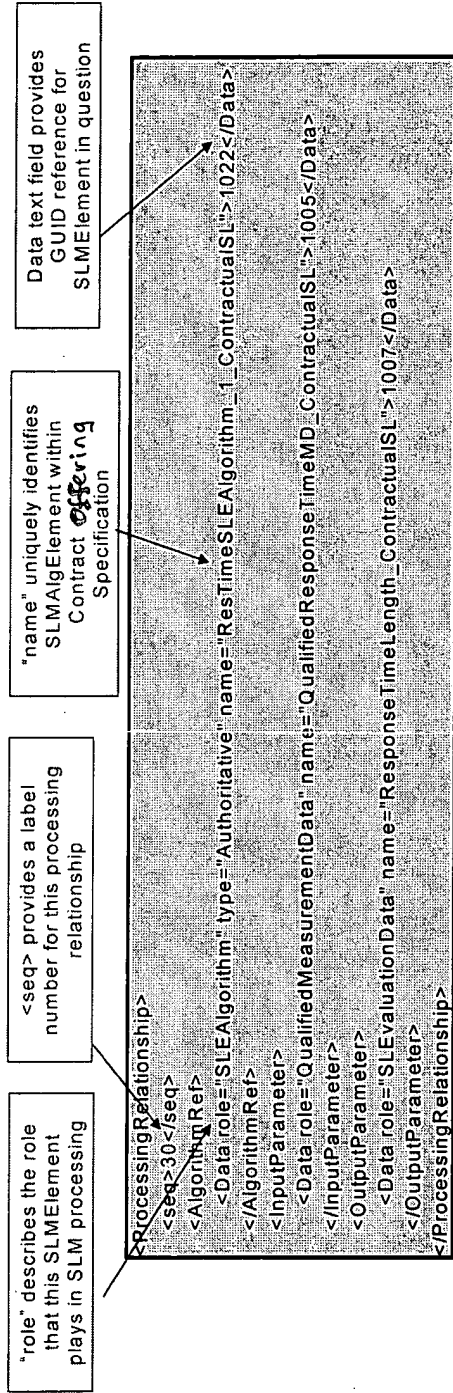 "role" describes the role
that this SLMElement
plays in SLM processing
<seq> provides a label
number for this processing
relationship
"name" uniquely identifies
SLMAlgElement within
Contract Offering
Specification
Data text field provides
GUID reference for
SLMElement in question
<ProcessingRelationship>
<seq>30</seq>
<AlgorithmRef>
<Data role="SLEAlgorithm" type="Authoritative" name="ResTimeSLEAlgorithm_1_ContractualSL">1022</Data>
</AlgorithmRef>
<InputParameter>
<Data role="QualifiedMeasurementData" name="QualifiedResponseTimeMD_ContractualSL">1005</Data>
</InputParameter>
<OutputParameter>
<Data role="SLEvaluationData" name="ResponseTimeLength_ContractualSL">1007</Data>
</OutputParameter>
</ProcessingRelationship>